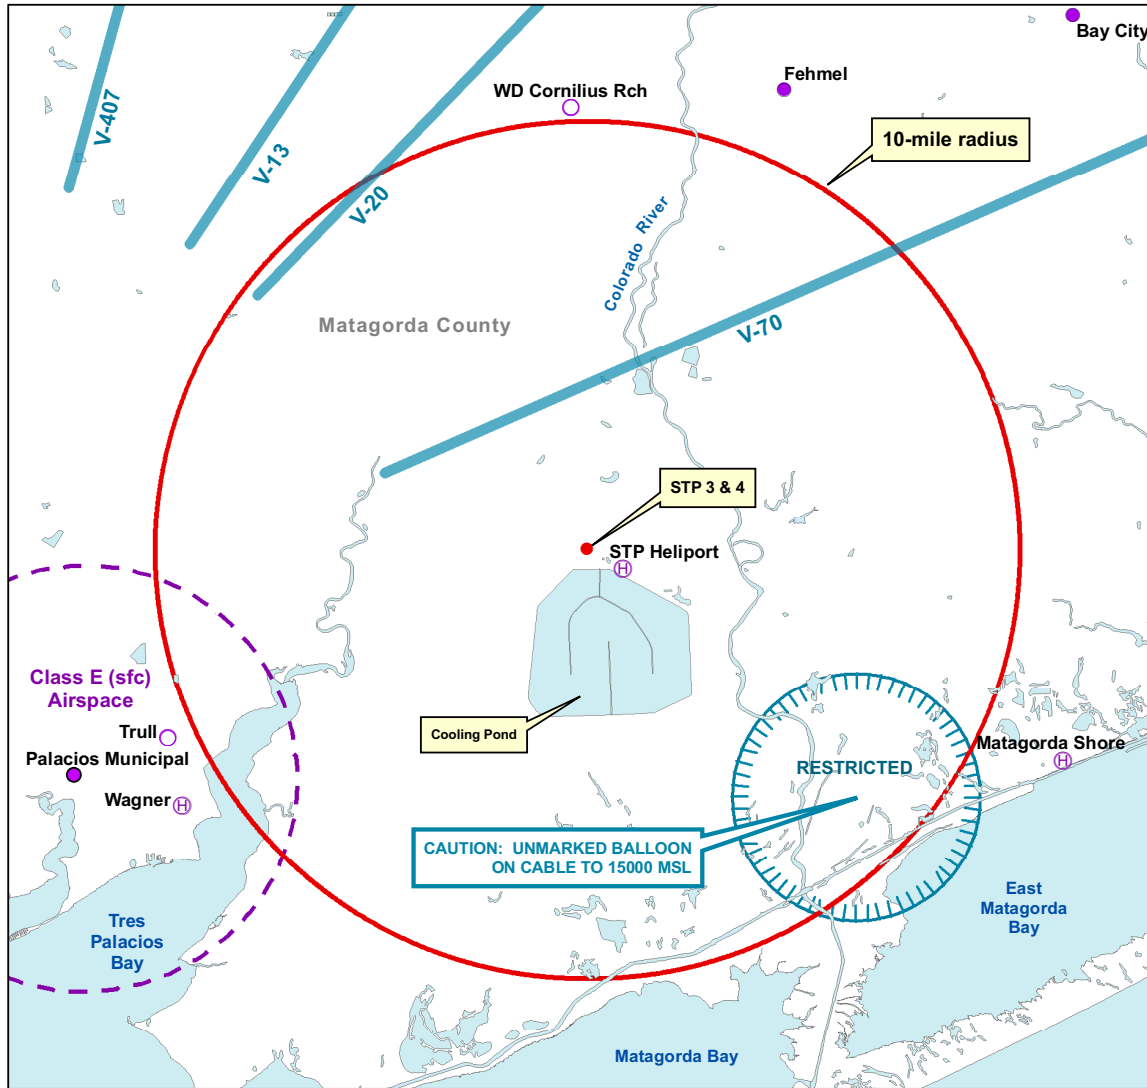 Bay City
Fehmel
WD Cornilius Rch
V-407
V-13
V-20
10-mile radius
Colorado River
Matagorda County
V-70
STP 3 & 4
STP Heliport
H
Class E (sfc)
Airspace
Trull
Palacios Municipal
Wagner
H
Cooling Pond
Matagorda Shore
H
RESTRICTED
CAUTION: UNMARKED BALLOON
ON CABLE TO 15000 MSL
East
Matagorda
Bay
Tres
Palacios
Bay
Matagorda Bay